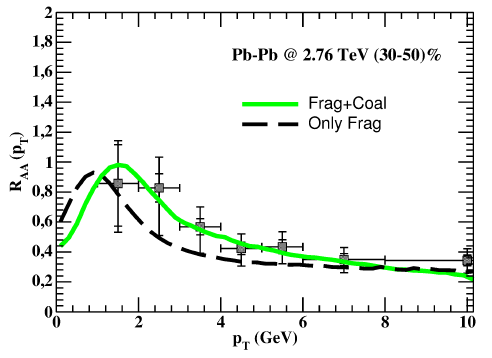 2
1,8
1,6
1,4
1,2
1
0,8
0,6
0,4
0,2
0
R_AA (p_T)
Pb-Pb @ 2.76 TeV (30-50)%
Frag+Coal
Only Frag
0 2 4 6 8 10
p_T (GeV)